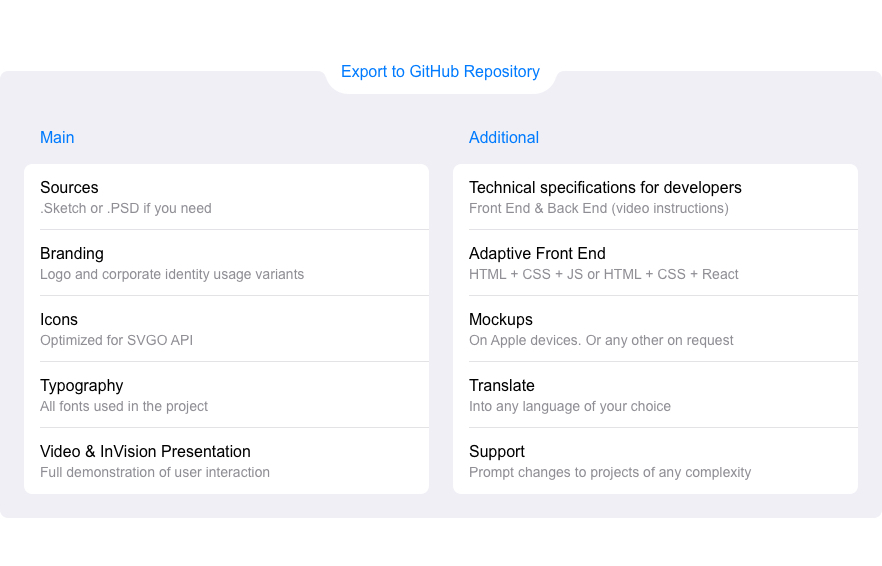 Export to GitHub Repository
Main
Sources
.Sketch or .PSD if you need
Branding
Logo and corporate identity usage variants
Icons
Optimized for SVGO API
Typography
All fonts used in the project
Video & InVision Presentation
Full demonstration of user interaction
Additional
Technical specifications for developers
Front End & Back End (video instructions)
Adaptive Front End
HTML + CSS + JS or HTML + CSS + React
Mockups
On Apple devices. Or any other on request
Translate
Into any language of your choice
Support
Prompt changes to projects of any complexity